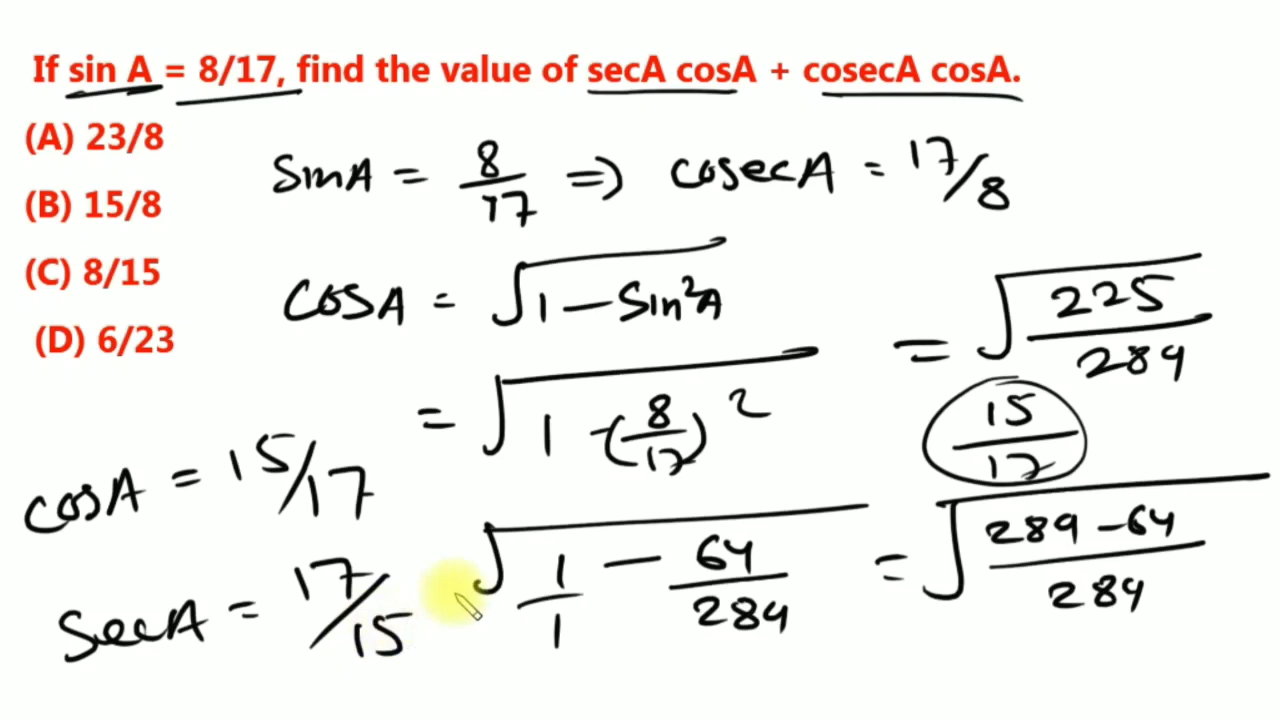 If sin A = 8/17, find the value of secA cosA + cosecA cosA.
(A) 23/8
(B) 15/8
(C) 8/15
(D) 6/23
SinA = 8/17 => cosecA = 17/8
COSA = √1 - Sin²A
= √1 - (8/17)²
√1/1 - 64/289 = √289 - 64/289
= √225/289
15/17
cosA = 15/17
SecA = 17/15